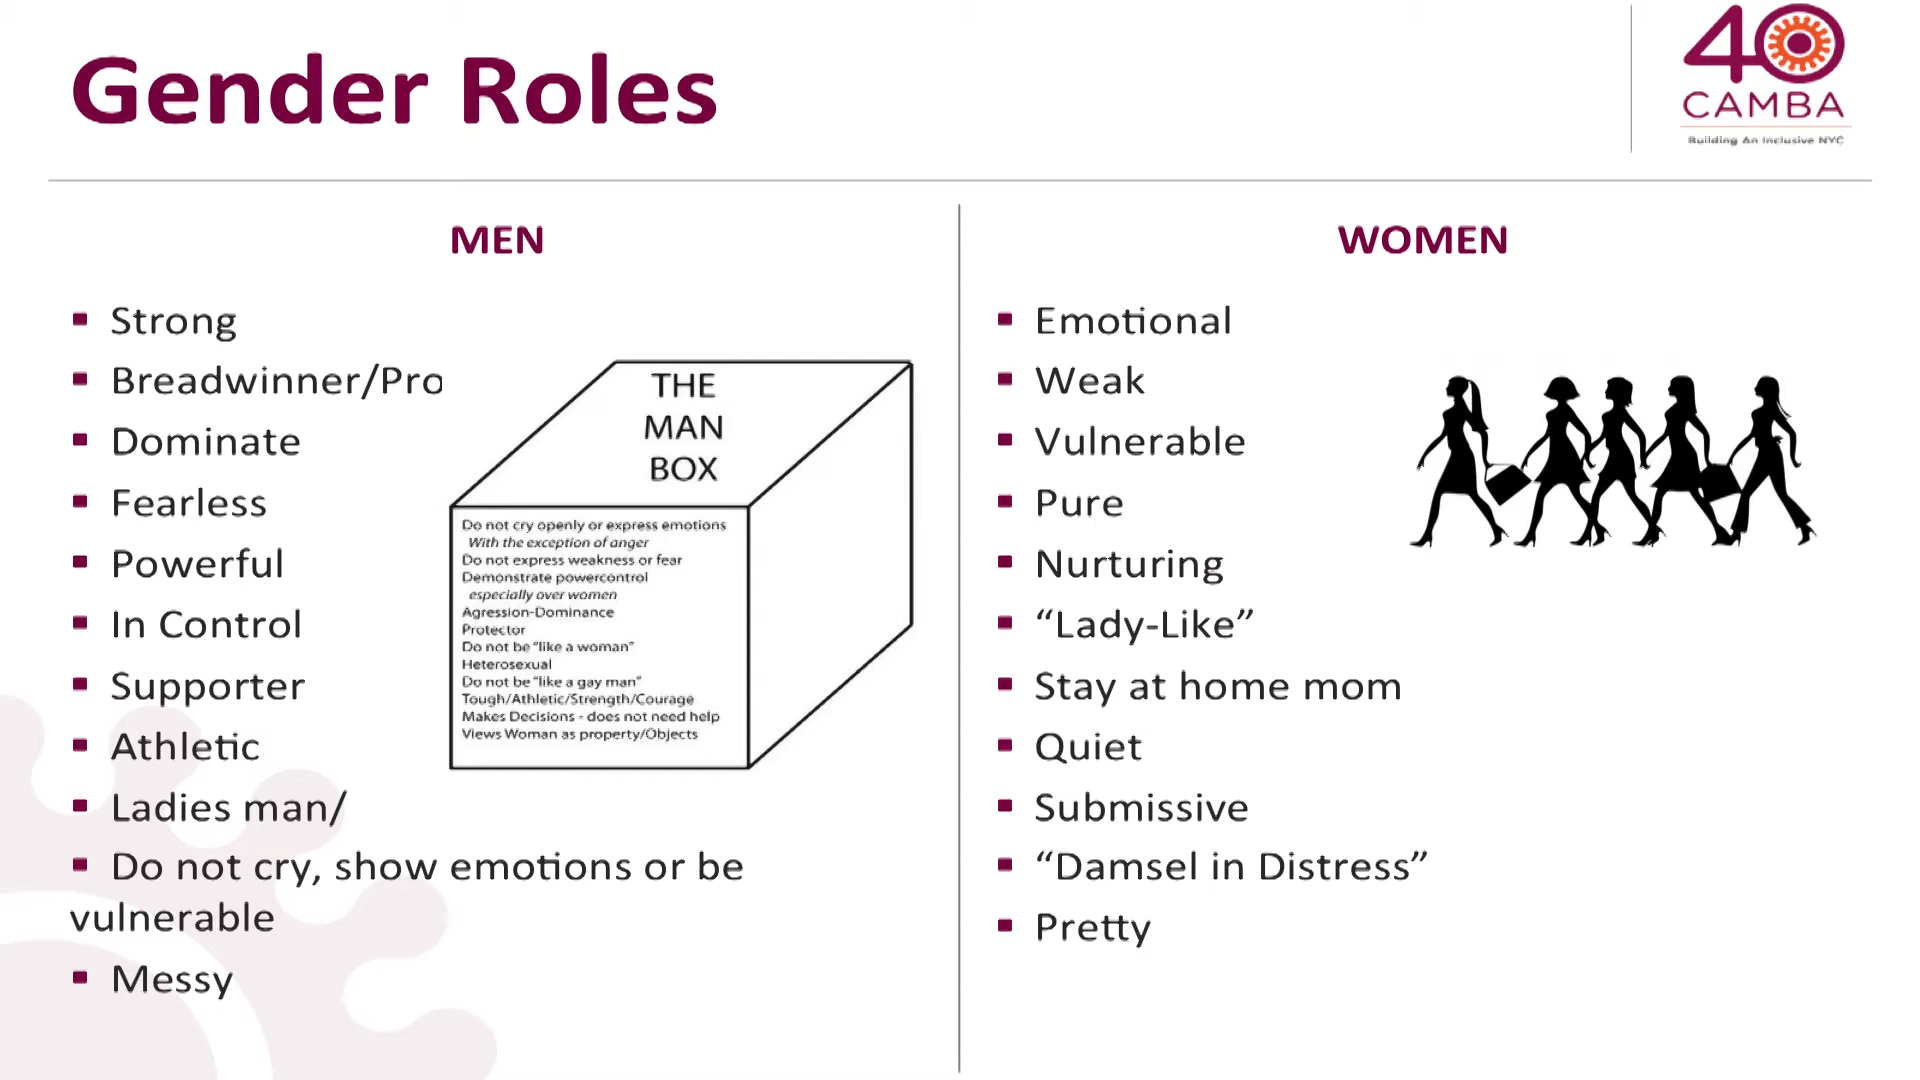 Gender Roles
40
CAMBA
Building An Inclusive NYC
MEN
Strong
Breadwinner/Pro
Dominate
Fearless
Powerful
In Control
Supporter
Athletic
Ladies man/
Do not cry, show emotions or be
vulnerable
Messy
THE
MAN
BOX
Do not cry openly or express emotions
With the exception of anger
Do not express weakness or fear
Demonstrate powercontrol
especially over women
Agression-Dominance
Protector
Do not be "like a woman"
Heterosexual
Do not be "like a gay man"
Tough/Athletic/Strength/Courage
Makes Decisions - does not need help
Views Woman as property/Objects
WOMEN
Emotional
Weak
Vulnerable
Pure
Nurturing
“Lady-Like”
Stay at home mom
Quiet
Submissive
“Damsel in Distress”
Pretty